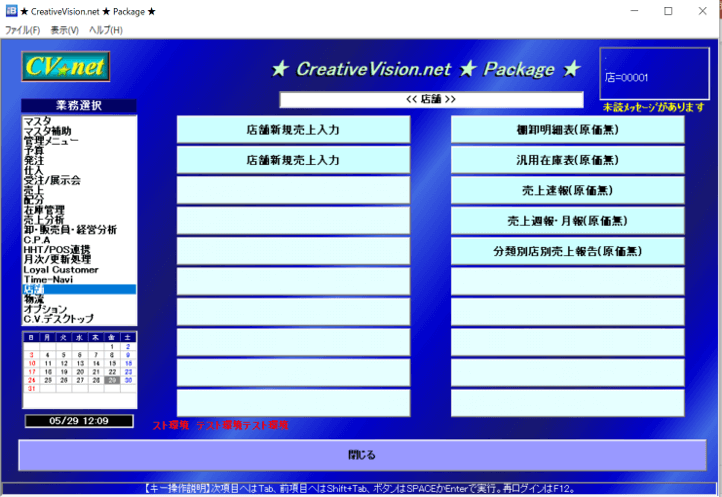 ★ CreativeVision.net ★ Package ★
ファイル(F) 表示(V) ヘルプ(H)
CV★net
★ CreativeVision.net ★ Package ★
店=00001
業務選択
<< 店舗 >>
未読メッセージがあります
マスタ
マスタ補助
管理メニュー
予算
発注
仕入
受注/展示会
売上
配分
在庫管理
売上分析
卸・販売員・経営分析
C.P.A
HHT/POS連携
月次/更新処理
Loyal Customer
Time-Navi
店舗
物流
オプション
C.V.デスクトップ
店舗新規売上入力
店舗新規売上入力
棚卸明細表(原価無)
汎用在庫表(原価無)
売上速報(原価無)
売上週報・月報(原価無)
分類別店別売上報告(原価無)
日 月 火 水 木 金 土
1 2
3 4 5 6 7 8 9
10 11 12 13 14 15 16
17 18 19 20 21 22 23
24 25 26 27 28 29 30
31
05/29 12:09
スト環境 テスト環境テスト環境
閉じる
【キー操作説明】次項目へはTab、前項目へはShift+Tab、ボタンはSPACEかEnterで実行。再ログインはF12。